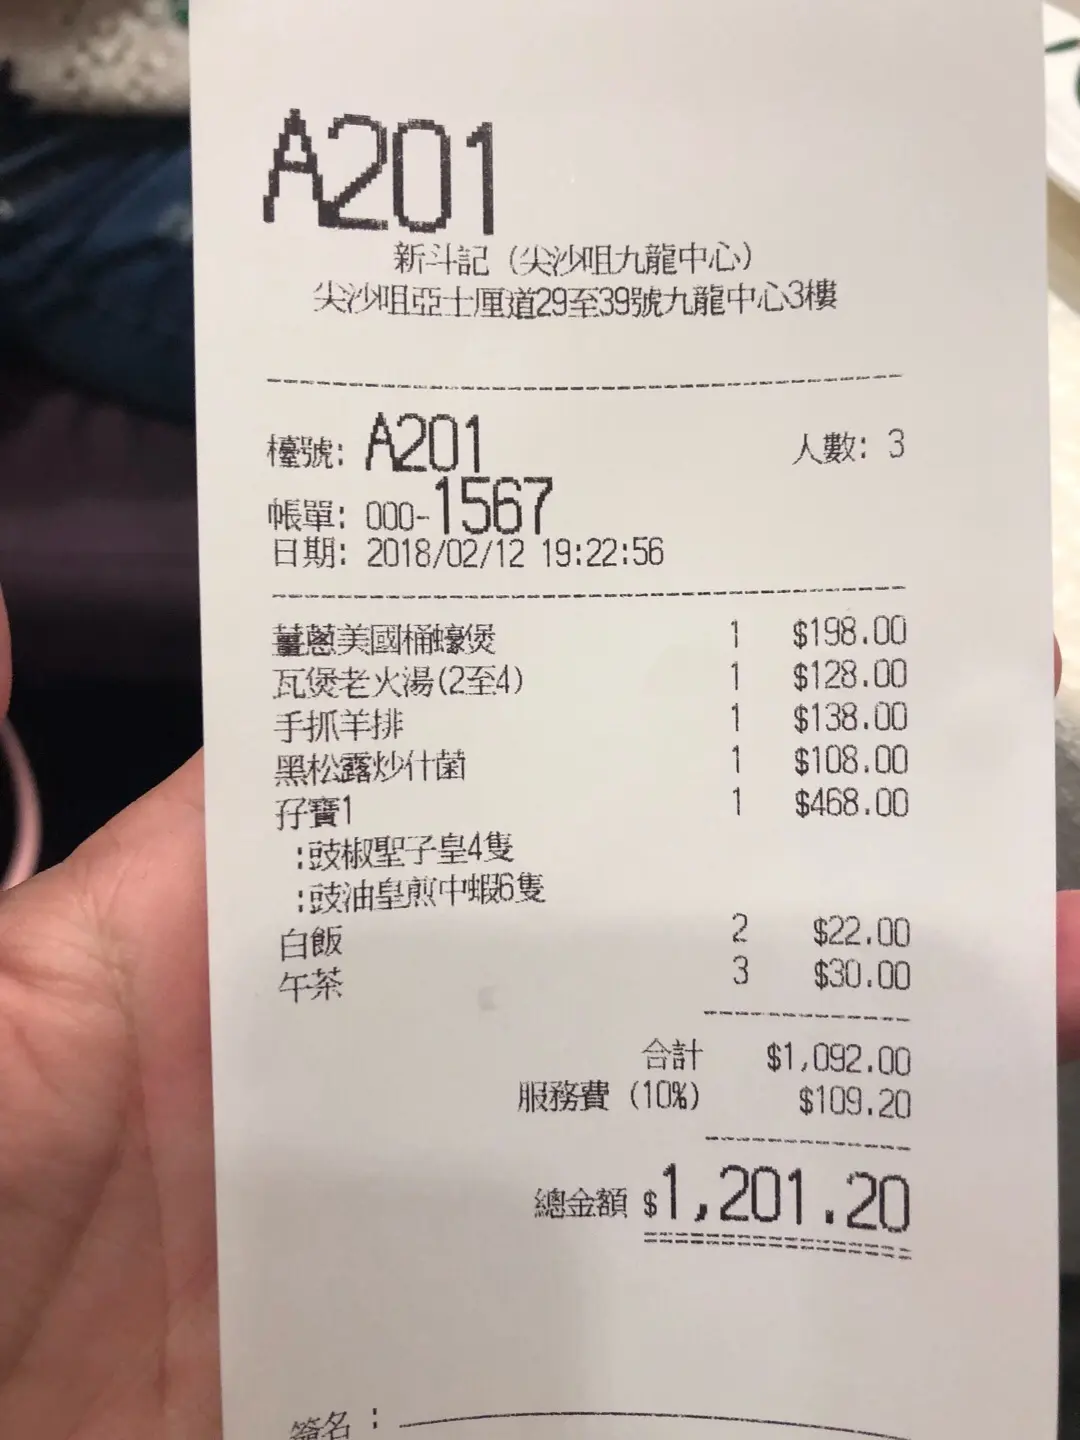 A201
新斗記 (尖沙咀九龍中心)
尖沙咀亞士厘道29至39號九龍中心3樓
檯號: A201 人數: 3
帳單: 000-1567
日期: 2018/02/12 19:22:56
薑蔥美國桶蠔煲 1 $198.00
瓦煲老火湯(2至4) 1 $128.00
手抓羊排 1 $138.00
黑松露炒什菌 1 $108.00
孖寶1 1 $468.00
:豉椒聖子皇4隻
:豉油皇煎中蝦6隻
白飯 2 $22.00
午茶 3 $30.00
合計 $1,092.00
服務費 (10%) $109.20
總金額 $1,201.20
簽名 :